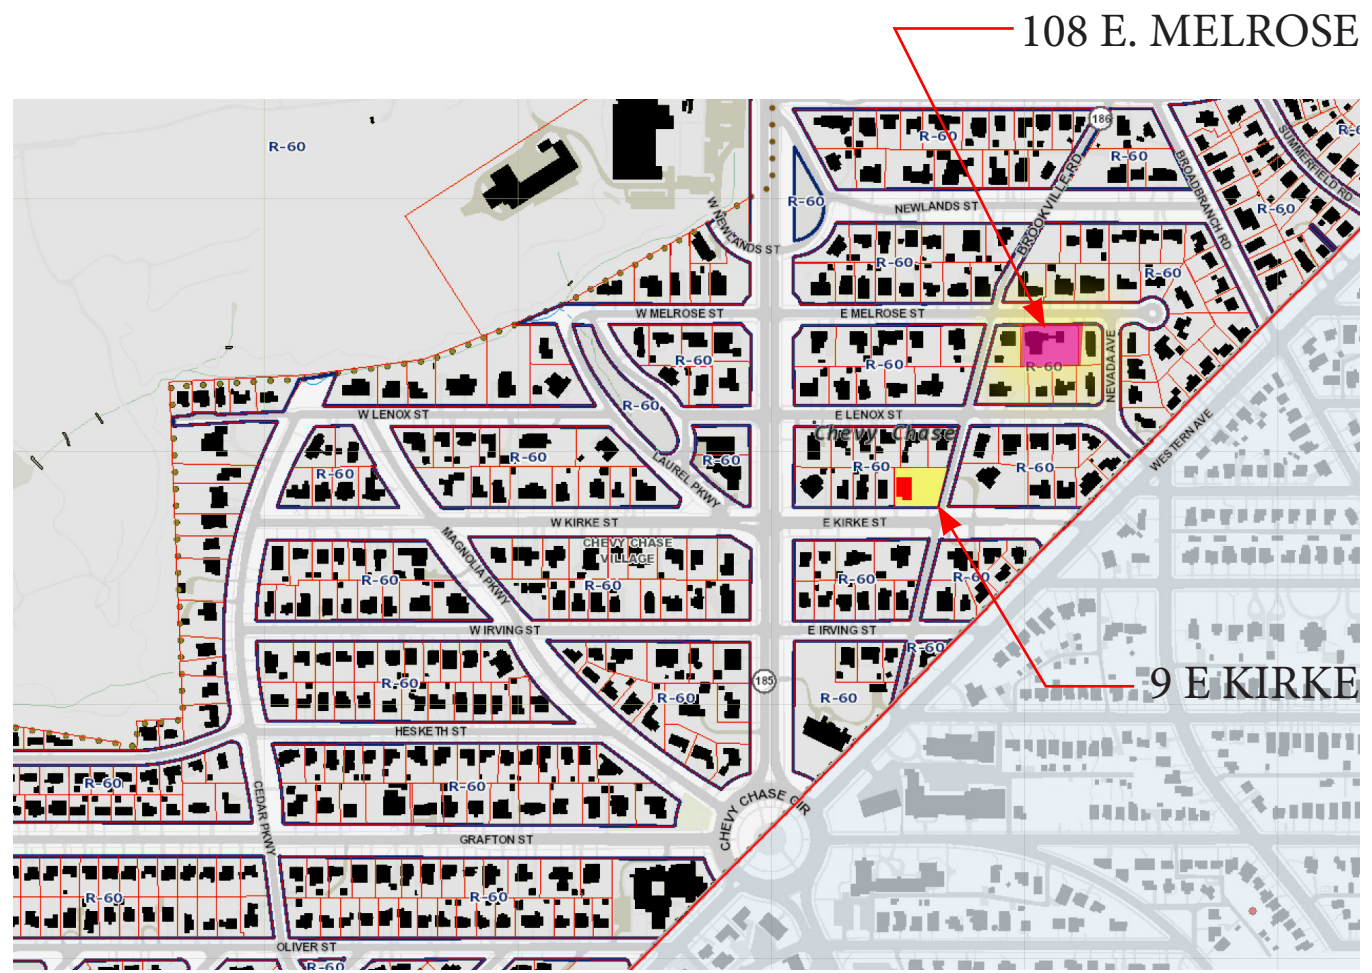 108 E. MELROSE
R-60
186
R-60
R-60
SUMMERFIELD RD
BROADBRANCH RD
BROOKVILLE RD
R-60
NEWLANDS ST
R-60
W NEWLANDS ST
R-60
R-60
W MELROSE ST
E MELROSE ST
R-60
R-60
R-60
NEVADA AVE
R-60
W LENOX ST
E LENOX ST
Chevy Chase
WESTERN AVE
R-60
R-60
R-60
R-60
R-60
LAUREL PKWY
W KIRKE ST
E KIRKE ST
MAGNOLIA PKWY
CHEVY CHASE
VILLAGE
R-60
R-60
R-60
R-60
W IRVING ST
E IRVING ST
R-60
R-60
R-60
185
R-60
9 E KIRKE
HESKETH ST
R-60
R-60
CEDAR PKWY
CHEVY CHASE CIR
GRAFTON ST
R-60
R-60
OLIVER ST
R-60